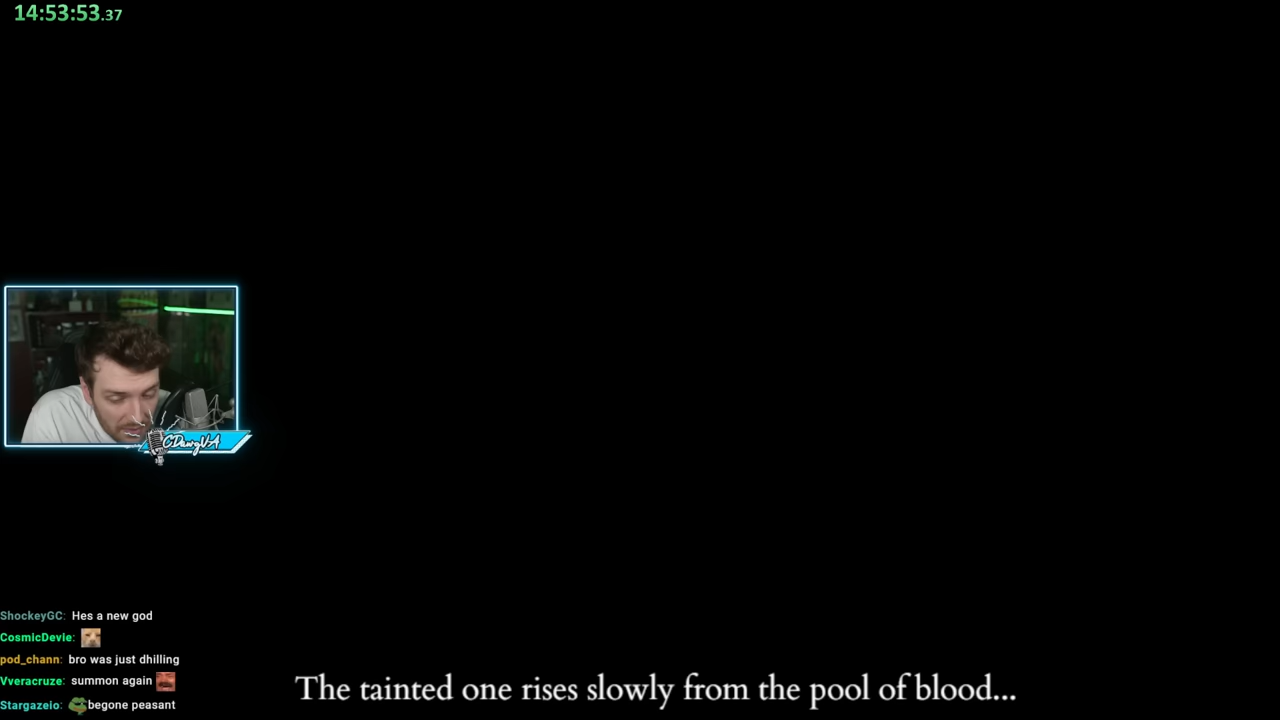 14:53:53.37
CDawgVA
ShockeyGC: Hes a new god
CosmicDevle:
pod_chann: bro was just dhilling
Vveracruze: summon again
Stargazeio: begone peasant
The tainted one rises slowly from the pool of blood...